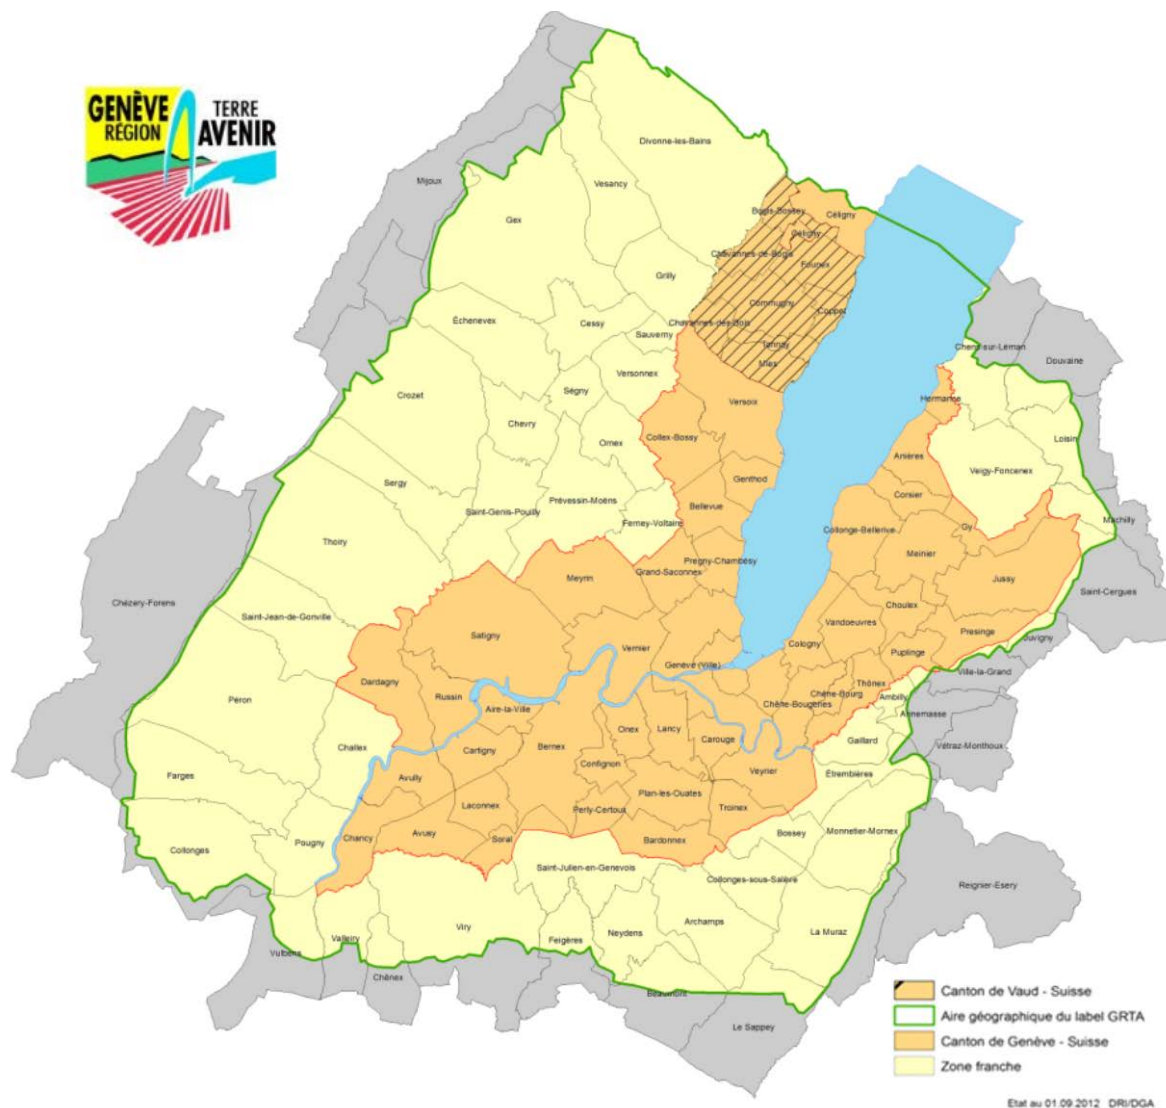 GENÈVE
RÉGION
TERRE
AVENIR
Divonne-les-Bains
Mijoux
Vesancy
Gex
Bogis-Bossey
Céligny
Céligny
Chavannes-de-Bogis
Founex
Grilly
Commugny
Coppet
Échenevex
Cessy
Chavannes-des-Bois
Sauverny
Tannay
Mies
Chens-sur-Léman
Douvaine
Versonnex
Ségny
Crozet
Versoix
Hermance
Chevry
Collex-Bossy
Ornex
Loisin
Anières
Veigy-Foncenex
Genthod
Sergy
Corsier
Prévessin-Moëns
Bellevue
Saint-Genis-Pouilly
Ferney-Voltaire
Collonge-Bellerive
Gy
Machilly
Thoiry
Meinier
Pregny-Chambésy
Grand-Saconnex
Meyrin
Jussy
Saint-Cergues
Chézery-Forens
Choulex
Saint-Jean-de-Gonville
Vandoeuvres
Satigny
Presinge
Juvigny
Cologny
Vernier
Puplinge
Genève (Ville)
Ville-la-Grand
Dardagny
Thônex
Russin
Chêne-Bourg
Ambilly
Péron
Chêne-Bougeries
Aire-la-Ville
Annemasse
Onex
Lancy
Carouge
Gaillard
Vétraz-Monthoux
Challex
Bernex
Cartigny
Confignon
Veyrier
Étrembières
Farges
Avully
Plan-les-Ouates
Laconnex
Perly-Certoux
Troinex
Avusy
Bossey
Monnetier-Mornex
Chancy
Soral
Bardonnex
Pougny
Collonges
Saint-Julien-en-Genevois
Collonges-sous-Salève
Reignier-Esery
Archamps
Viry
Neydens
La Muraz
Valleiry
Feigères
Vulbens
Chênex
Beaumont
Le Sappey
Canton de Vaud - Suisse
Aire géographique du label GRTA
Canton de Genève - Suisse
Zone franche
Etat au 01.09.2012 DRI/DGA